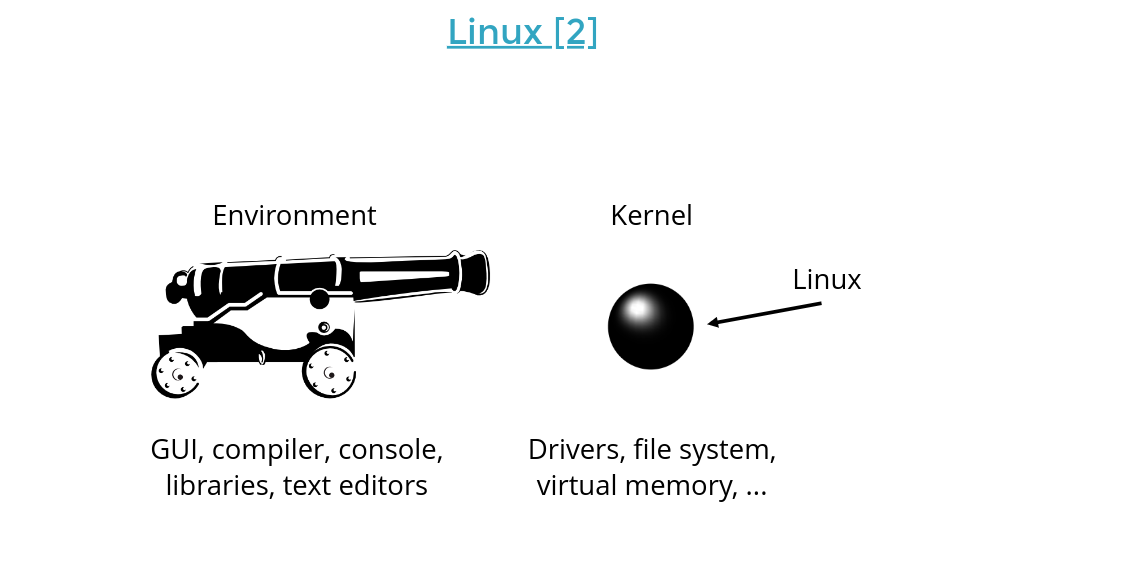 Linux [2]
Environment
Kernel
Linux
GUI, compiler, console,
libraries, text editors
Drivers, file system,
virtual memory, ...